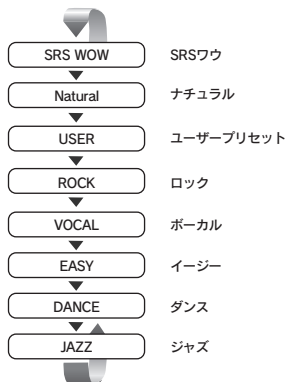 SRS WOW SRSワウ
Natural ナチュラル
USER ユーザープリセット
ROCK ロック
VOCAL ボーカル
EASY イージー
DANCE ダンス
JAZZ ジャズ